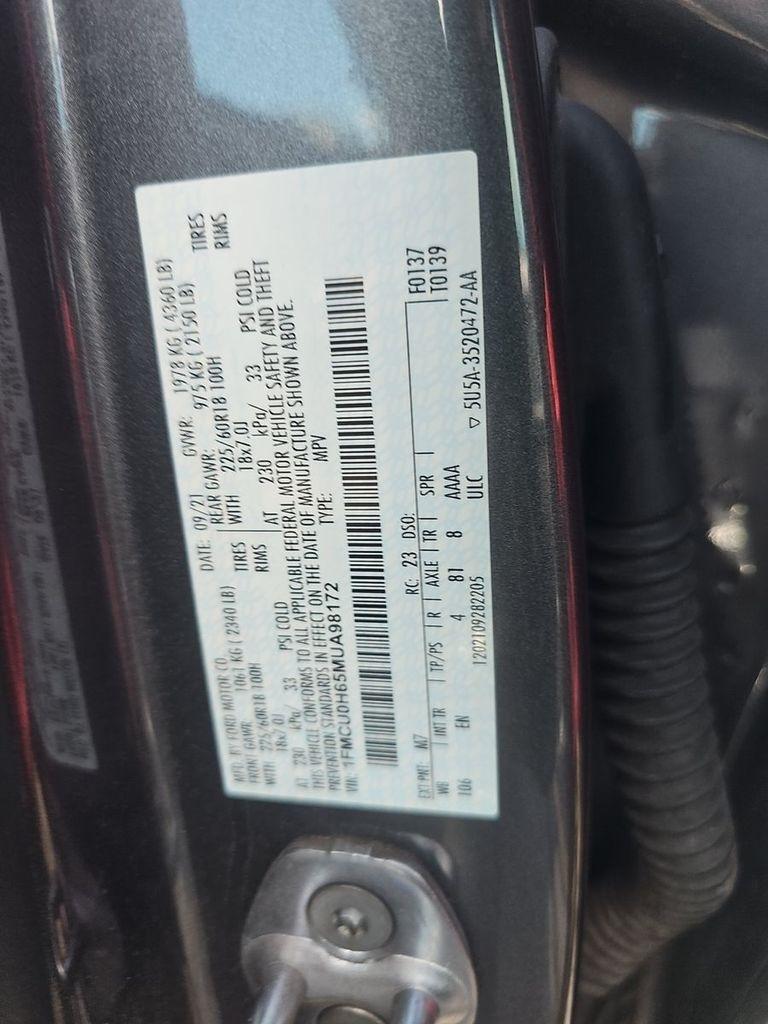 MFD. BY FORD MOTOR CO. DATE: 09/21 GVWR: 1978 KG ( 4360 LB)
FRONT GAWR: 1061 KG ( 2340 LB) REAR GAWR: 975 KG ( 2150 LB)
WITH 225/60R18 100H TIRES WITH 225/60R18 100H TIRES
18x7.0J RIMS 18x7.0J RIMS
AT 230 kPa/ 33 PSI COLD AT 230 kPa/ 33 PSI COLD
THIS VEHICLE CONFORMS TO ALL APPLICABLE FEDERAL MOTOR VEHICLE SAFETY AND THEFT
PREVENTION STANDARDS IN EFFECT ON THE DATE OF MANUFACTURE SHOWN ABOVE.
VIN: 1FMCU0H65MUA98172 TYPE: MPV
EXT PNT: M7 RC: 23 DSO: F0137
WB INT TR TP/PS R AXLE TR SPR T0139
106 EN 4 81 8 AAAA
1202109282205 ULC ▽ 5U5A-3520472-AA